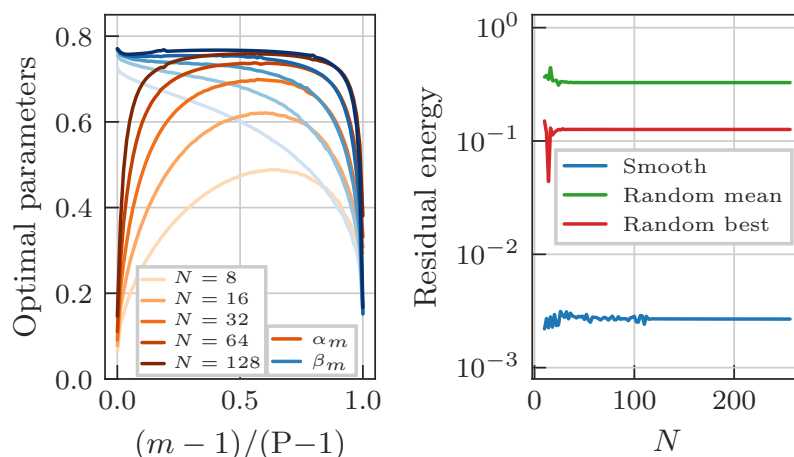 Optimal parameters
0.8
0.6
0.4
0.2
0.0
N = 8
N = 16
N = 32
N = 64
N = 128
α_m
β_m
0.0 0.5 1.0
(m − 1)/(P−1)
Residual energy
10^0
10^−1
10^−2
10^−3
Smooth
Random mean
Random best
0 100 200
N